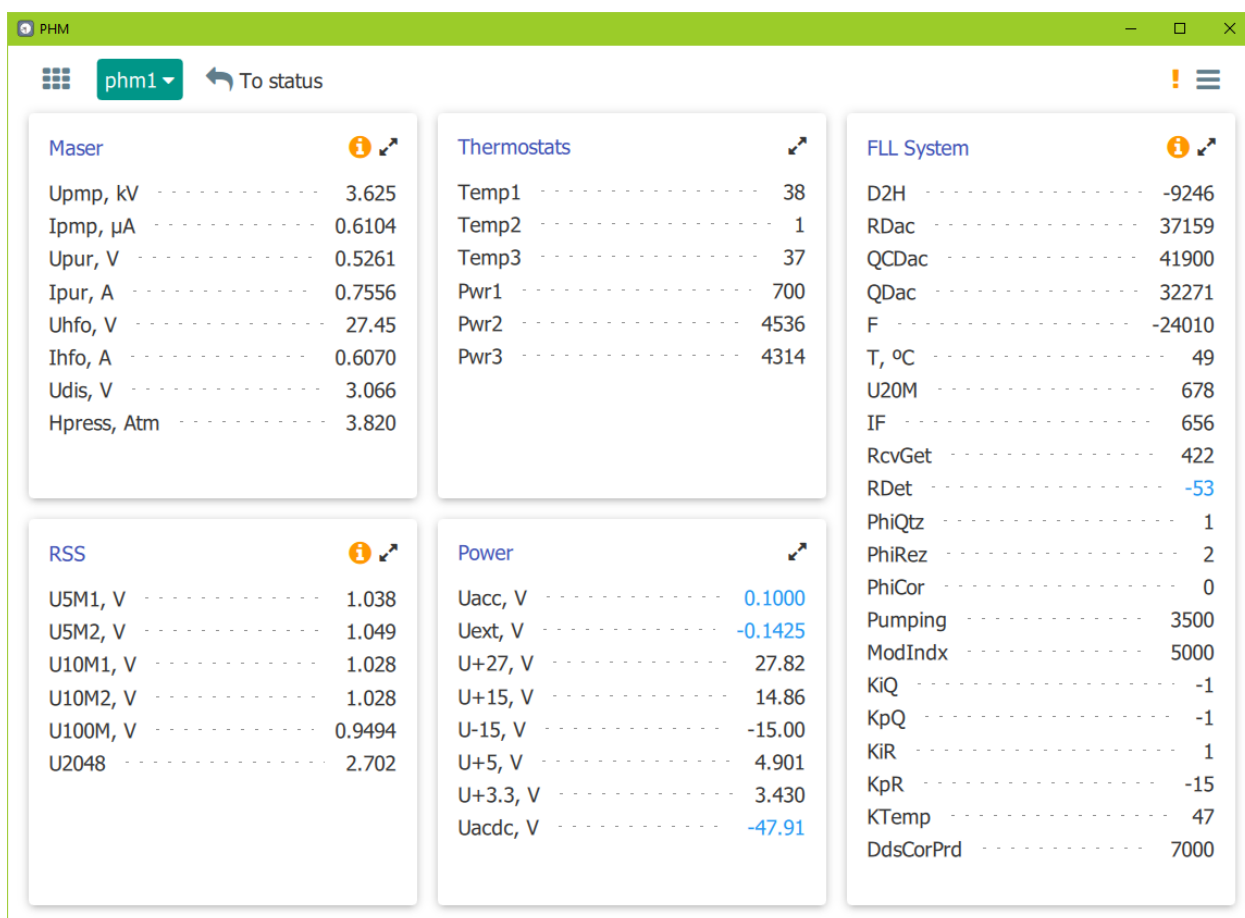 PHM
phm1 To status !
Maser
Upmp, kV 3.625
Ipmp, µA 0.6104
Upur, V 0.5261
Ipur, A 0.7556
Uhfo, V 27.45
Ihfo, A 0.6070
Udis, V 3.066
Hpress, Atm 3.820
Thermostats
Temp1 38
Temp2 1
Temp3 37
Pwr1 700
Pwr2 4536
Pwr3 4314
FLL System
D2H -9246
RDac 37159
QCDac 41900
QDac 32271
F -24010
T, ºC 49
U20M 678
IF 656
RcvGet 422
RDet -53
PhiQtz 1
PhiRez 2
PhiCor 0
Pumping 3500
ModIndx 5000
KiQ -1
KpQ -1
KiR 1
KpR -15
KTemp 47
DdsCorPrd 7000
RSS
U5M1, V 1.038
U5M2, V 1.049
U10M1, V 1.028
U10M2, V 1.028
U100M, V 0.9494
U2048 2.702
Power
Uacc, V 0.1000
Uext, V -0.1425
U+27, V 27.82
U+15, V 14.86
U-15, V -15.00
U+5, V 4.901
U+3.3, V 3.430
Uacdc, V -47.91